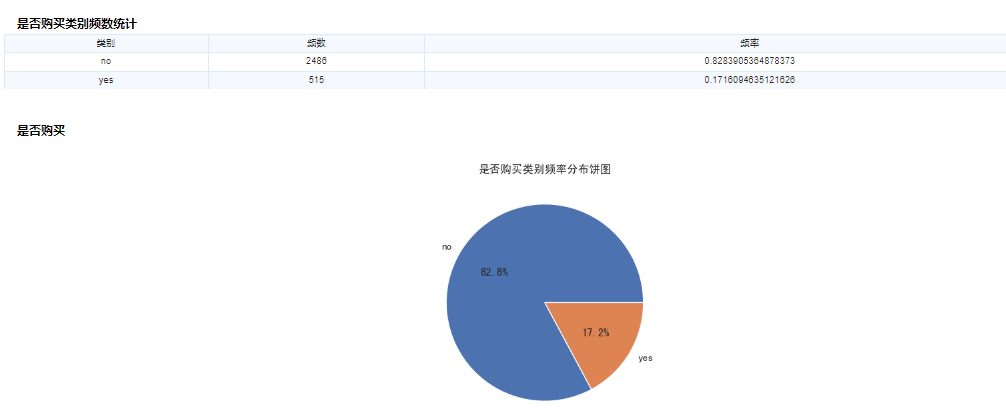 是否购买类别频数统计
类别 频数 频率
no 2486 0.8283905364878373
yes 515 0.1716094635121626
是否购买
是否购买类别频率分布饼图
no
82.8%
17.2%
yes